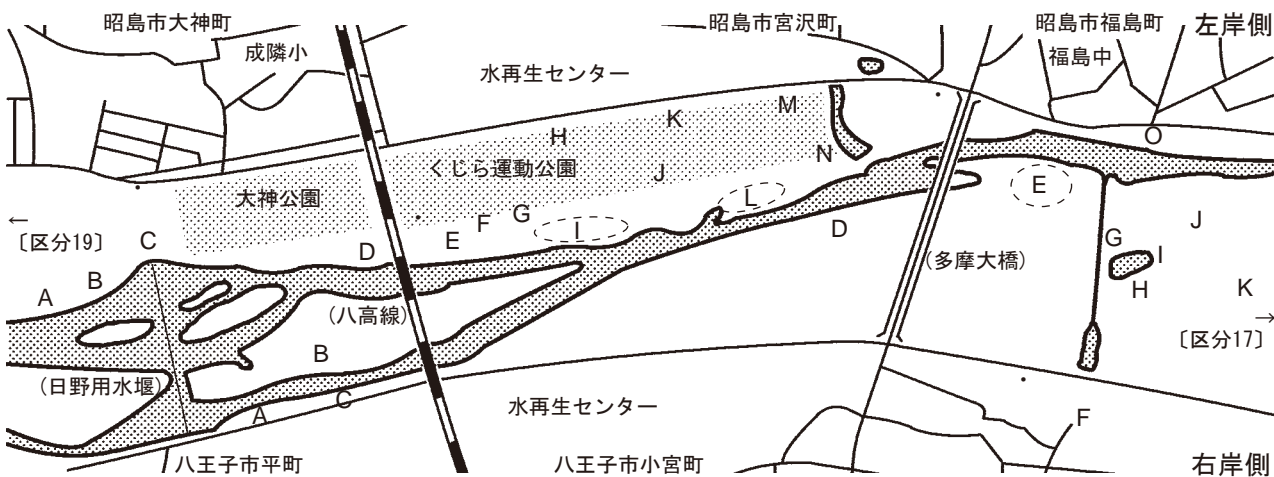 昭島市大神町
昭島市宮沢町
昭島市福島町
左岸側
成隣小
福島中
水再生センター
M
K
H
O
N
くじら運動公園
J
E
大神公園
L
J
G
F
I
←
〔区分19〕
C
D
E
D
G
(多摩大橋)
I
B
H
K
A
(八高線)
→
〔区分17〕
B
(日野用水堰)
A
C
水再生センター
F
八王子市平町
八王子市小宮町
右岸側